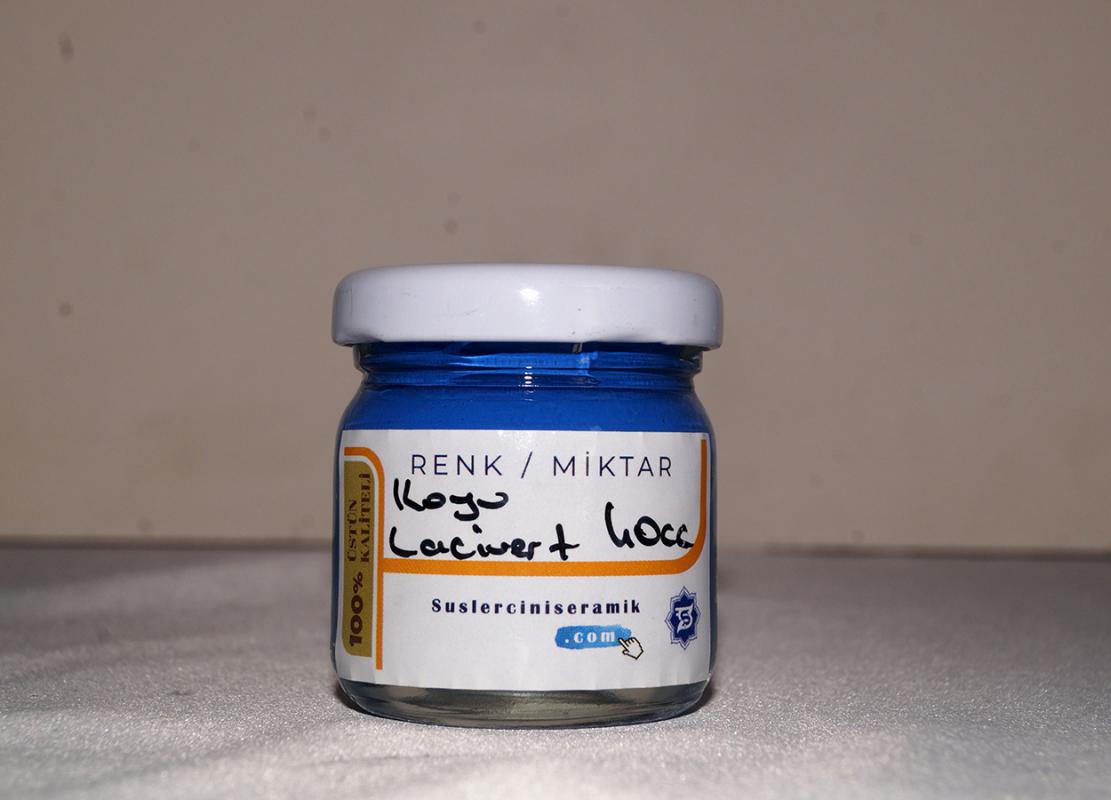 RENK / MİKTAR
Koyu
Lacivert 40cc
100% ÜSTÜN
KALİTELİ
Suslerciniseramik
.com